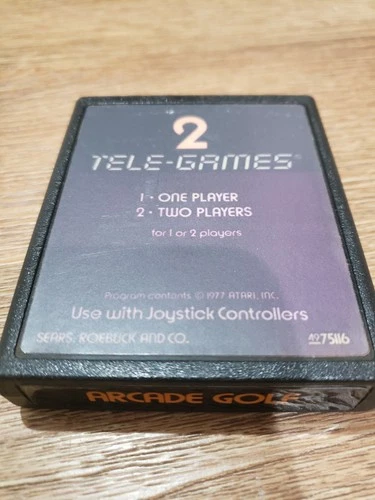 2
TELE-GAMES®
1 • ONE PLAYER
2 • TWO PLAYERS
for 1 or 2 players
Program contents © 1977 ATARI, INC.
Use with Joystick Controllers
SEARS, ROEBUCK AND CO.
49 75116
ARCADE GOLF